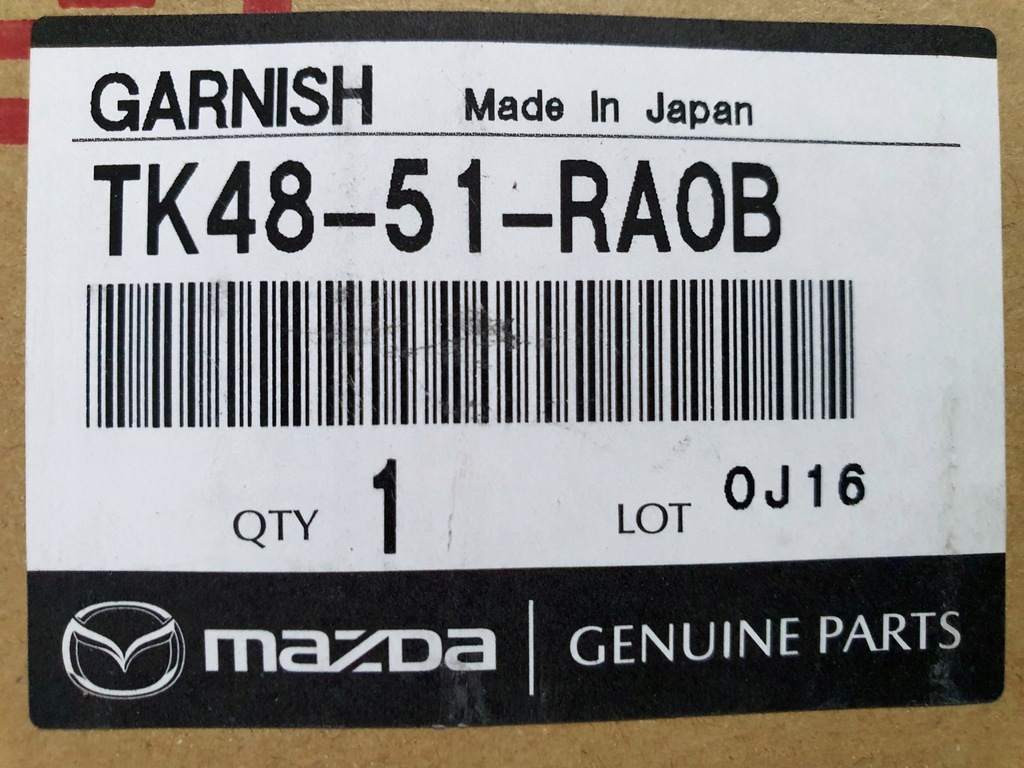 GARNISH Made In Japan
TK48-51-RA0B
QTY 1 LOT 0J16
mazda GENUINE PARTS